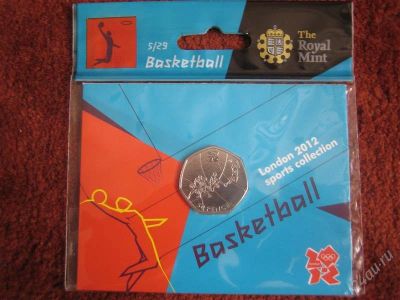 5/29
Basketball
The
Royal
Mint
London 2012
sports collection
Basketball